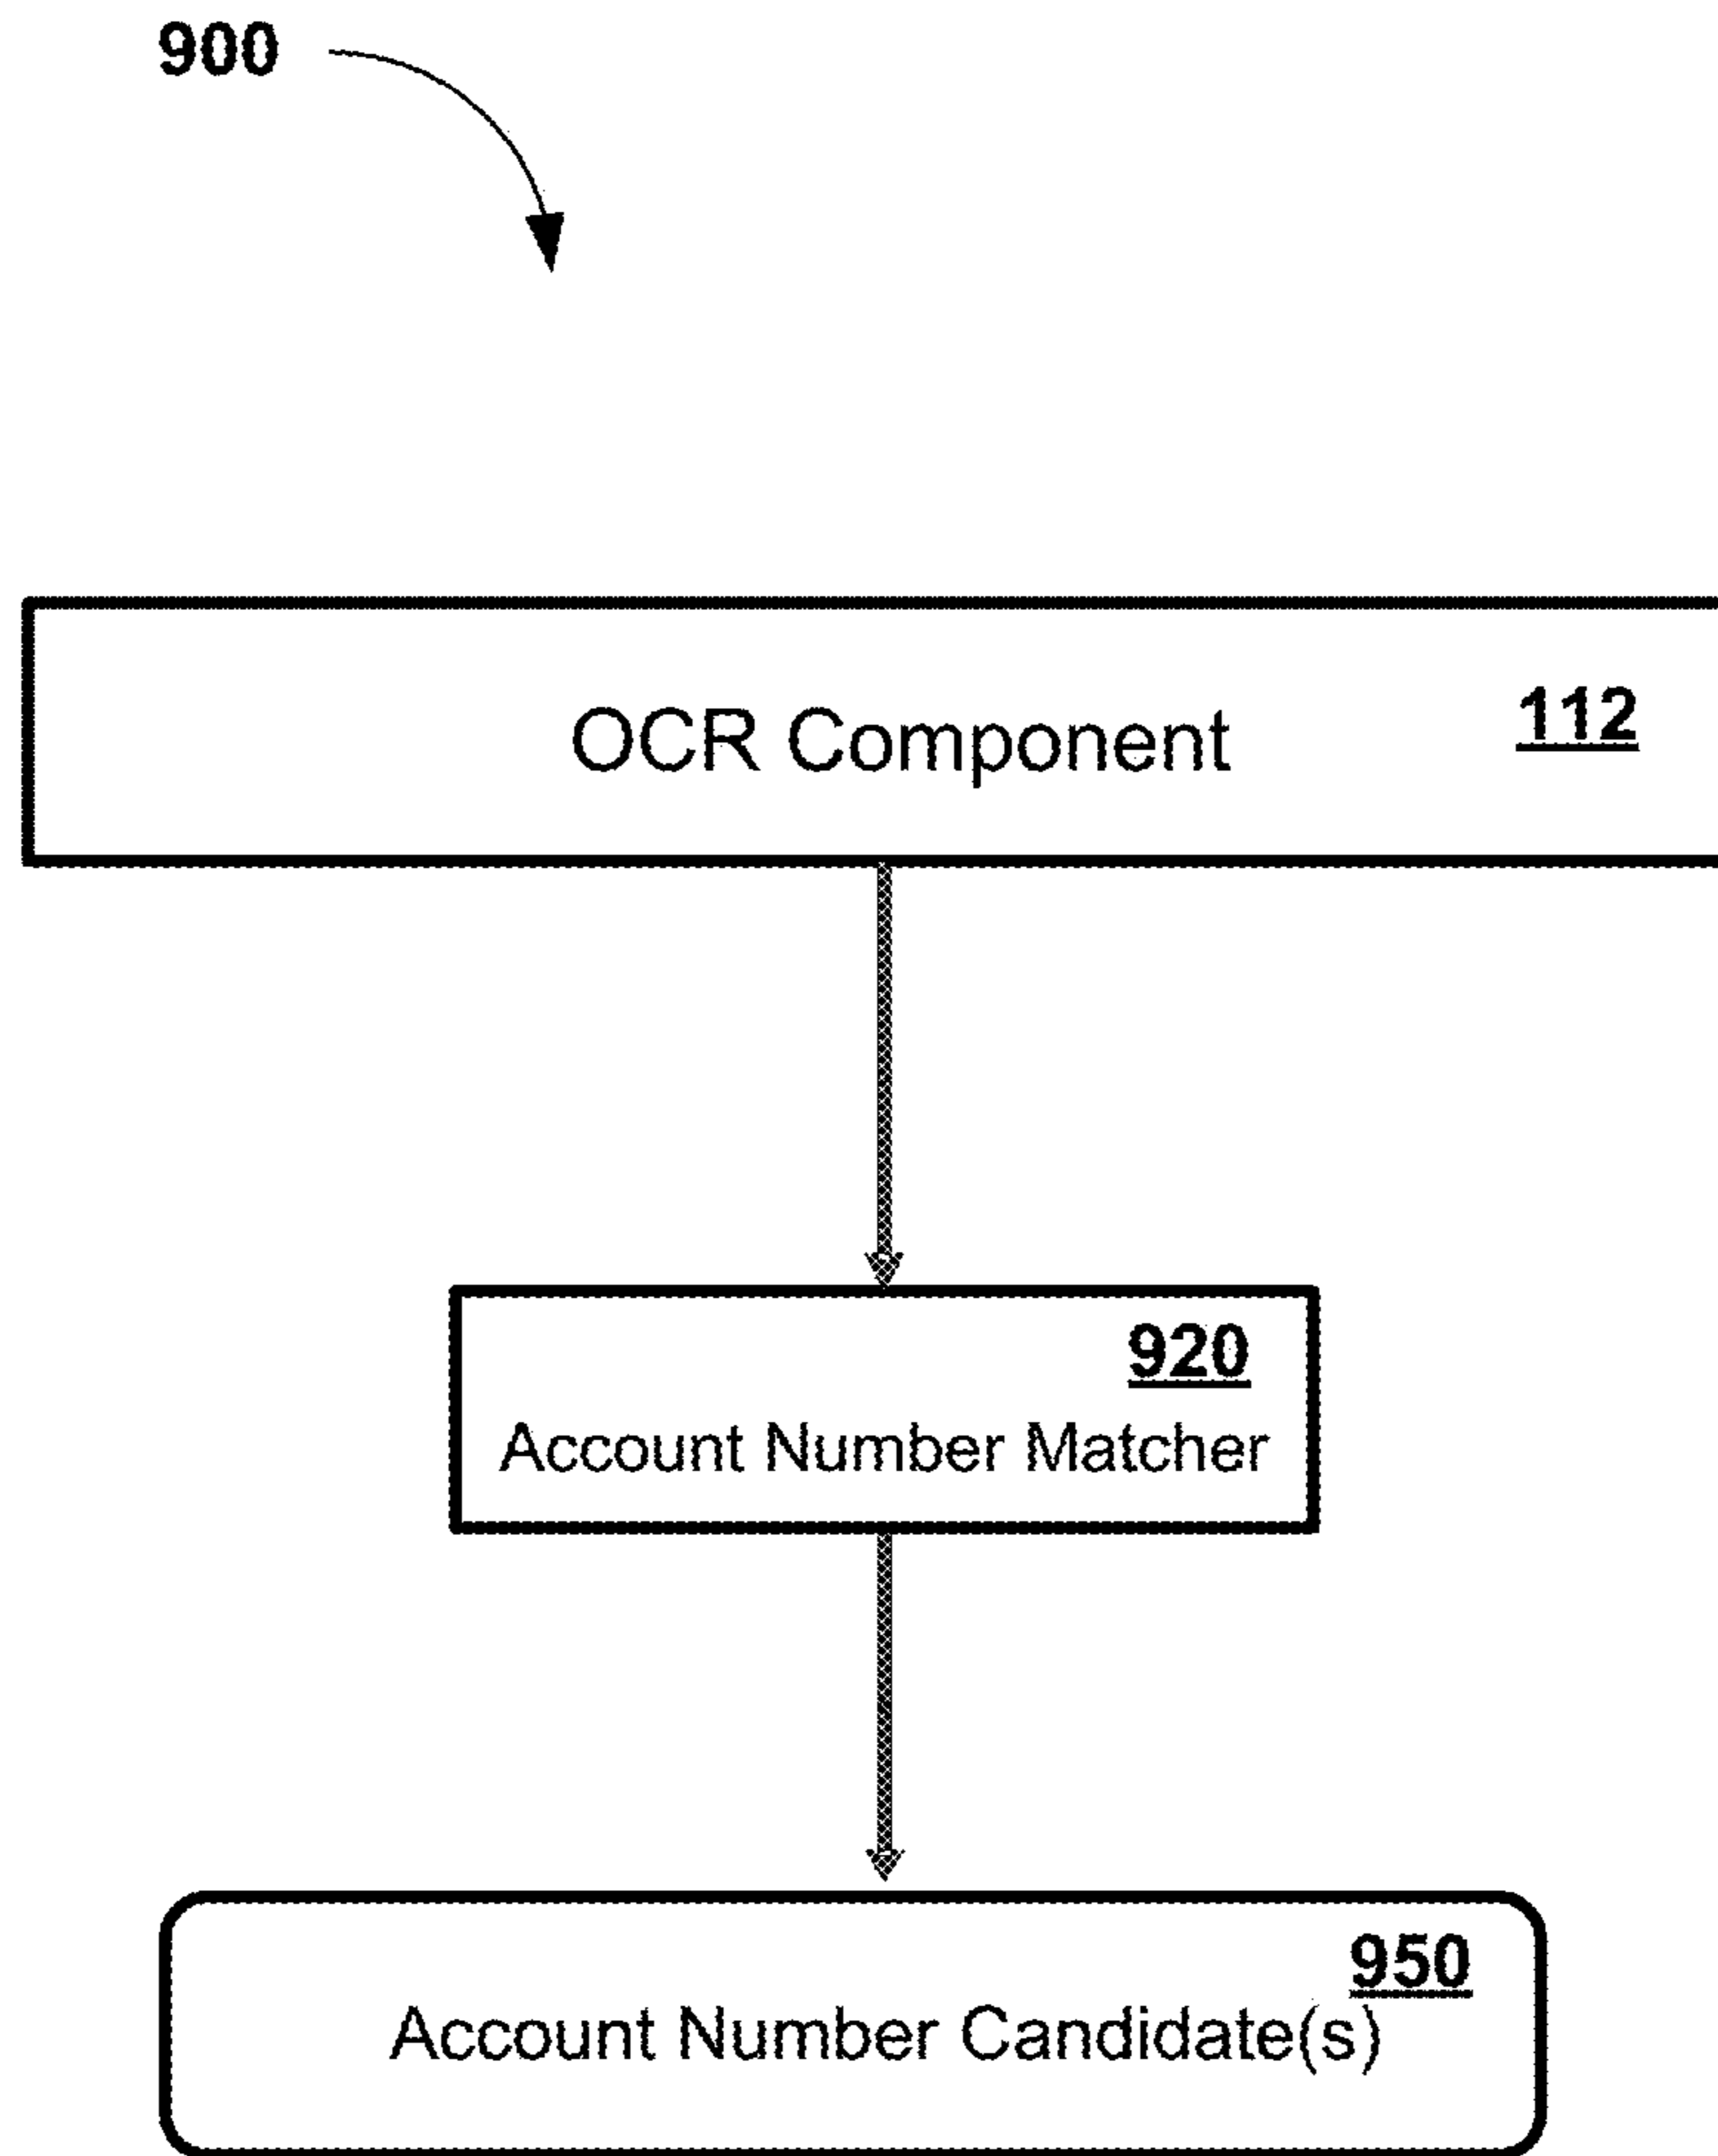 900
OCR Component 112
920
Account Number Matcher
950
Account Number Candidate(s)